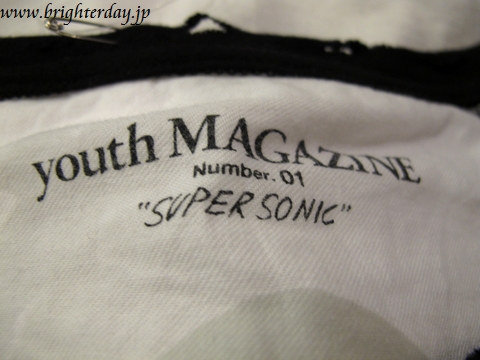 www.brighterday.jp
youth MAGAZINE
Number. 01
"SUPER SONIC"